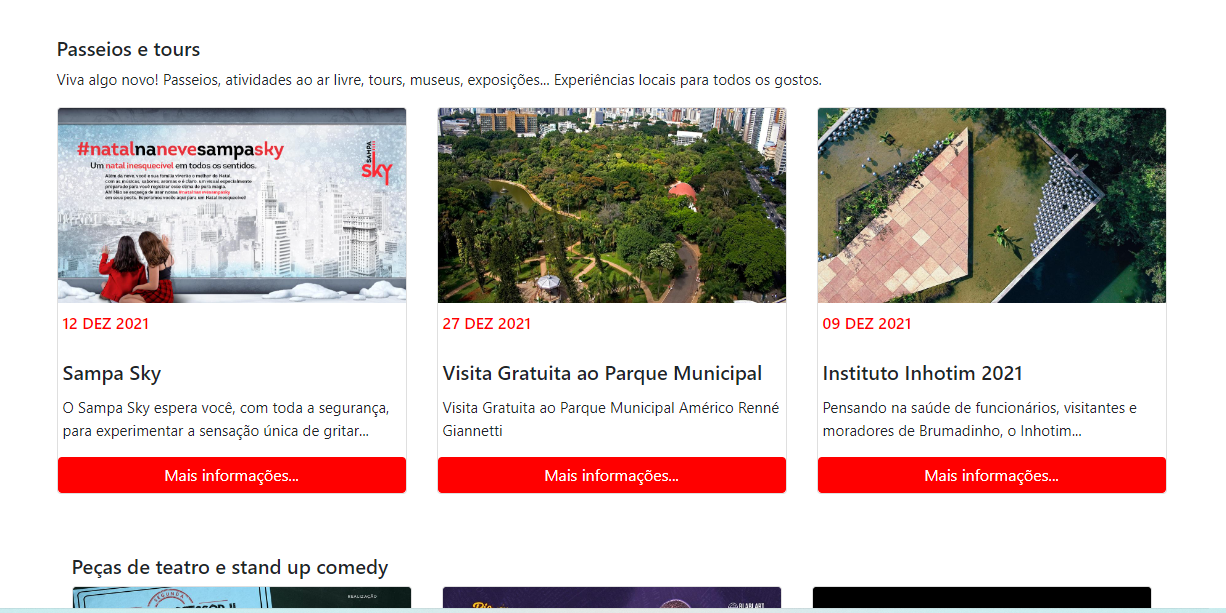 Passeios e tours
Viva algo novo! Passeios, atividades ao ar livre, tours, museus, exposições... Experiências locais para todos os gostos.
#natalnanevesampasky
Um natal inesquecível em todos os sentidos.
SAMPA
sky
12 DEZ 2021
27 DEZ 2021
09 DEZ 2021
Sampa Sky
Visita Gratuita ao Parque Municipal
Instituto Inhotim 2021
O Sampa Sky espera você, com toda a segurança,
para experimentar a sensação única de gritar...
Visita Gratuita ao Parque Municipal Américo Renné
Giannetti
Pensando na saúde de funcionários, visitantes e
moradores de Brumadinho, o Inhotim...
Mais informações...
Mais informações...
Mais informações...
Peças de teatro e stand up comedy
SEGUNDA
REALIZAÇÃO